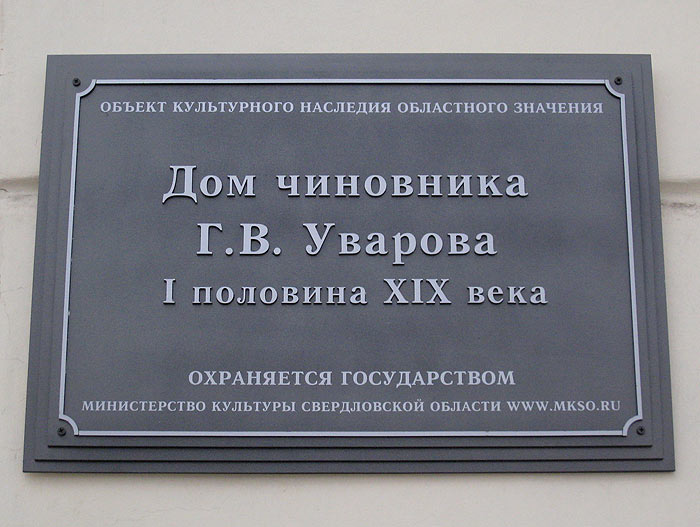 ОБЪЕКТ КУЛЬТУРНОГО НАСЛЕДИЯ ОБЛАСТНОГО ЗНАЧЕНИЯ
Дом чиновника
Г.В. Уварова
I половина XIX века
ОХРАНЯЕТСЯ ГОСУДАРСТВОМ
МИНИСТЕРСТВО КУЛЬТУРЫ СВЕРДЛОВСКОЙ ОБЛАСТИ WWW.MKSO.RU